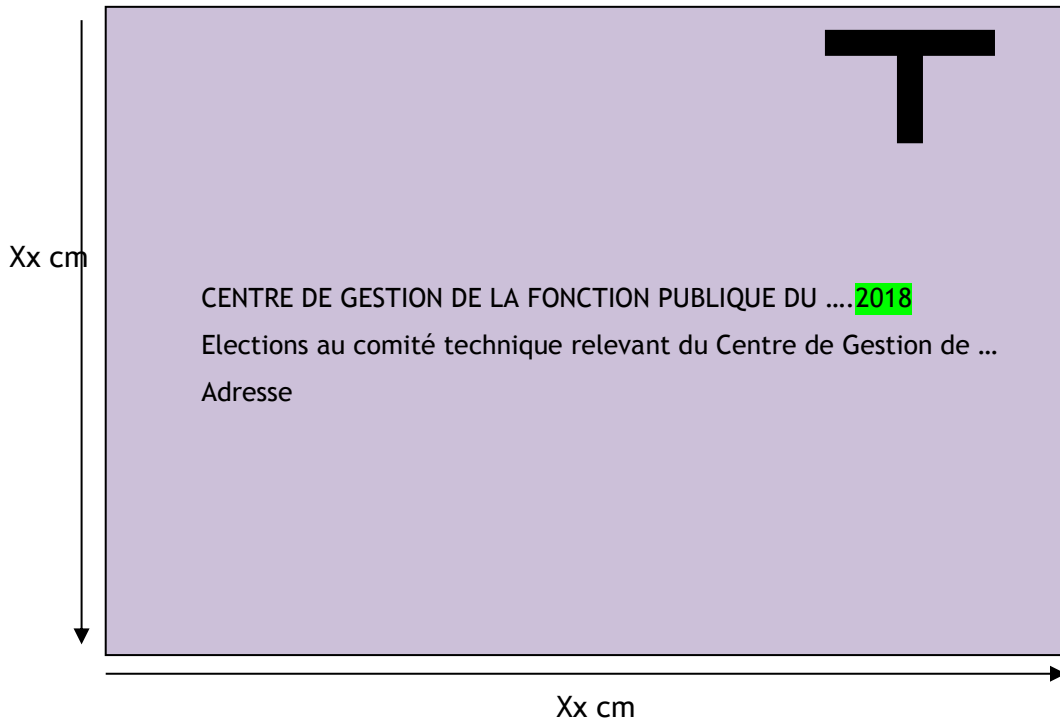 T
Xx cm
CENTRE DE GESTION DE LA FONCTION PUBLIQUE DU ….2018
Elections au comité technique relevant du Centre de Gestion de …
Adresse
Xx cm